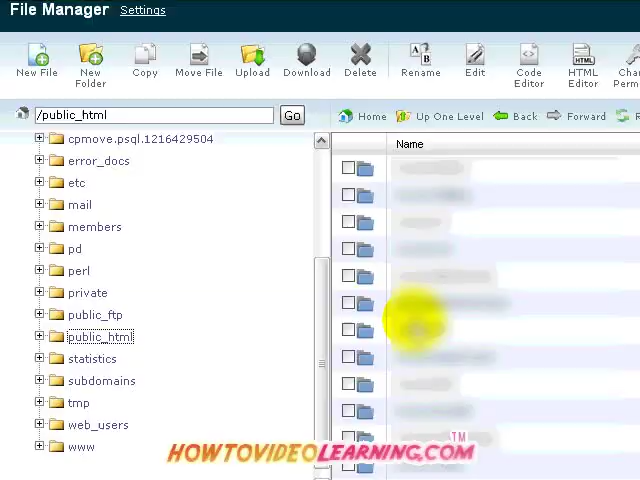 File Manager Settings
New File
New Folder
Copy
Move File
Upload
Download
Delete
Rename
Edit
Code Editor
HTML Editor
/public_html Go
Home Up One Level Back Forward
cpmove.psql.1216429504
error_docs
etc
mail
members
pd
perl
private
public_ftp
public_html
statistics
subdomains
tmp
web_users
www
Name
HOWTOVIDEOLEARNING.COM
TM